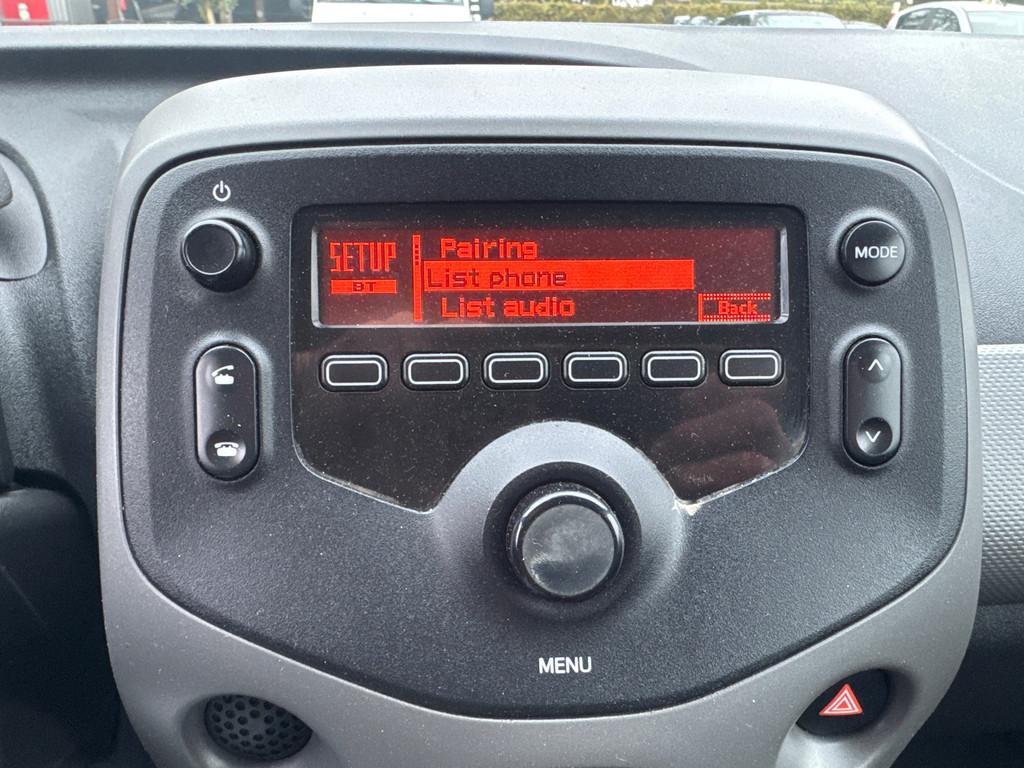 SETUP
BT
Pairing
List phone
List audio
Back
MODE
MENU